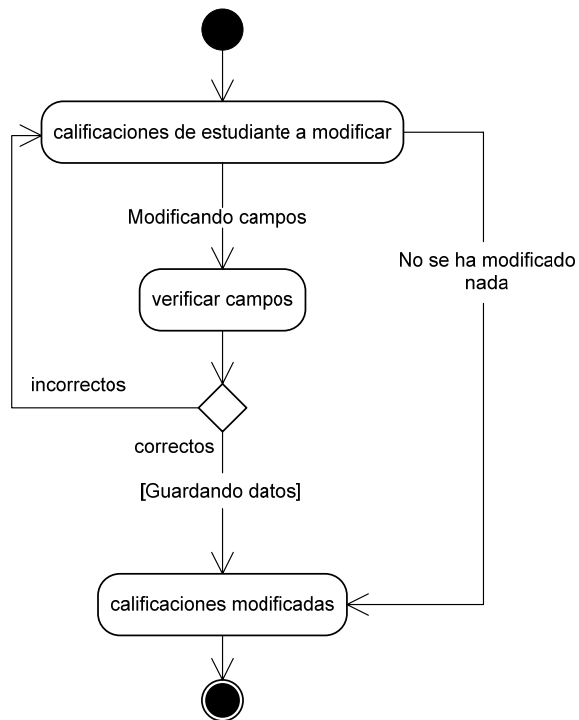 calificaciones de estudiante a modificar
Modificando campos
No se ha modificado
nada
verificar campos
incorrectos
correctos
[Guardando datos]
calificaciones modificadas